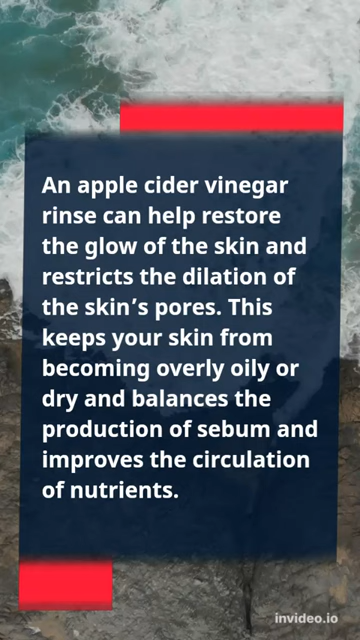 An apple cider vinegar
rinse can help restore
the glow of the skin and
restricts the dilation of
the skin’s pores. This
keeps your skin from
becoming overly oily or
dry and balances the
production of sebum and
improves the circulation
of nutrients.
invideo.io